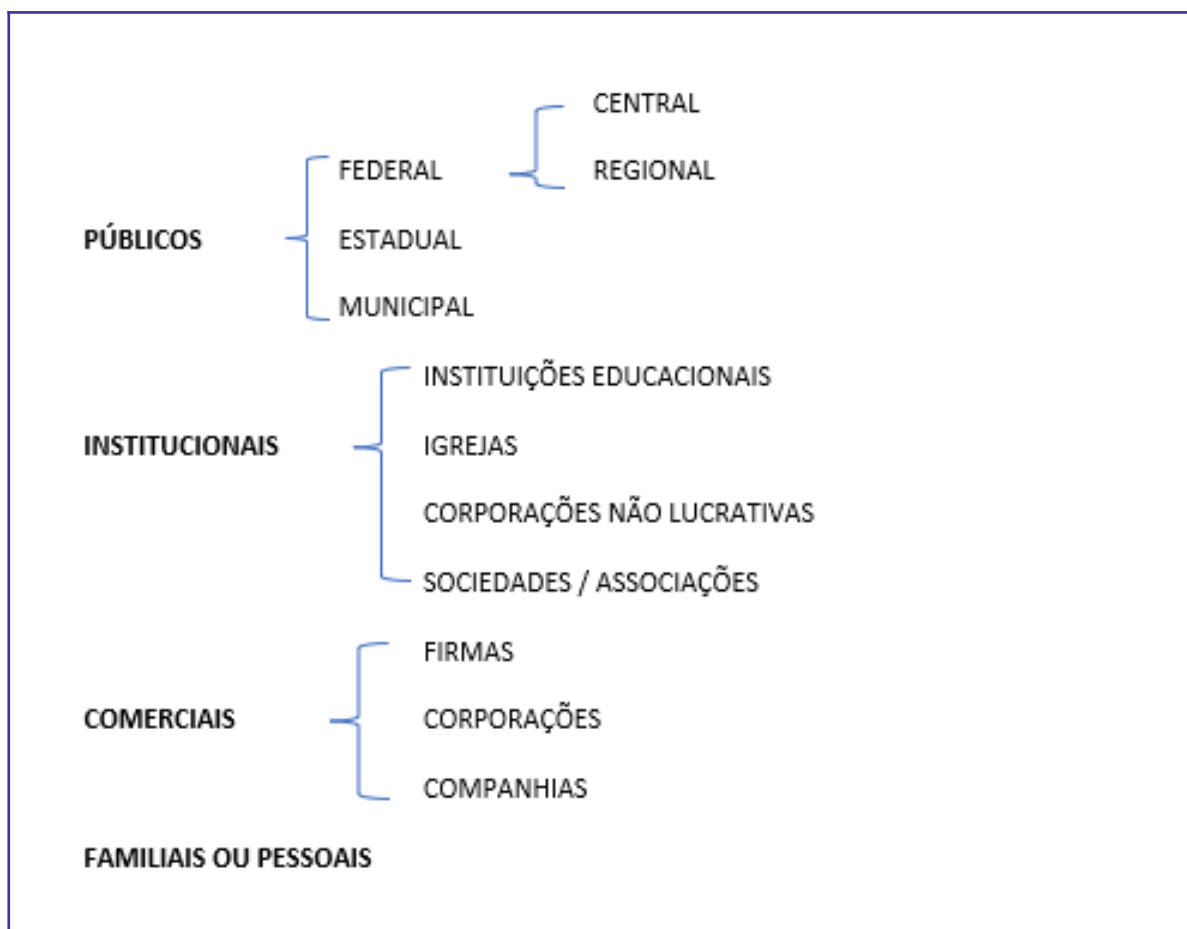 CENTRAL
FEDERAL
REGIONAL
PÚBLICOS
ESTADUAL
MUNICIPAL
INSTITUIÇÕES EDUCACIONAIS
INSTITUCIONAIS
IGREJAS
CORPORAÇÕES NÃO LUCRATIVAS
SOCIEDADES / ASSOCIAÇÕES
FIRMAS
COMERCIAIS
CORPORAÇÕES
COMPANHIAS
FAMILIAIS OU PESSOAIS